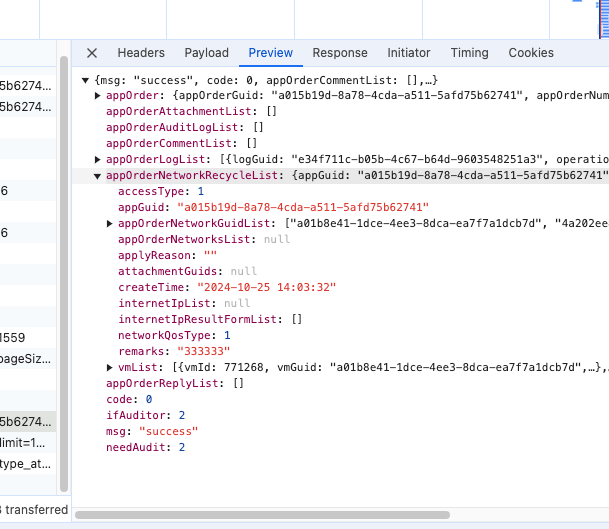 Headers Payload Preview Response Initiator Timing Cookies
{msg: "success", code: 0, appOrderCommentList: [],…}
5b6274...
appOrder: {appOrderGuid: "a015b19d-8a78-4cda-a511-5afd75b62741", appOrderNum
5b6274...
appOrderAttachmentList: []
appOrderAuditLogList: []
appOrderCommentList: []
appOrderLogList: [{logGuid: "e34f711c-b05b-4c67-b64d-9603548251a3", operatio
appOrderNetworkRecycleList: {appGuid: "a015b19d-8a78-4cda-a511-5afd75b62741"
6
accessType: 1
appGuid: "a015b19d-8a78-4cda-a511-5afd75b62741"
appOrderNetworkGuidList: ["a01b8e41-1dce-4ee3-8dca-ea7f7a1dcb7d", "4a202ee
6
appOrderNetworksList: null
applyReason: ""
attachmentGuids: null
createTime: "2024-10-25 14:03:32"
internetIpList: null
internetIpResultFormList: []
1559
networkQosType: 1
pageSiz...
remarks: "333333"
vmList: [{vmId: 771268, vmGuid: "a01b8e41-1dce-4ee3-8dca-ea7f7a1dcb7d",…},…
appOrderReplyList: []
code: 0
5b6274...
ifAuditor: 2
msg: "success"
limit=1...
needAudit: 2
type_at...
3 transferred